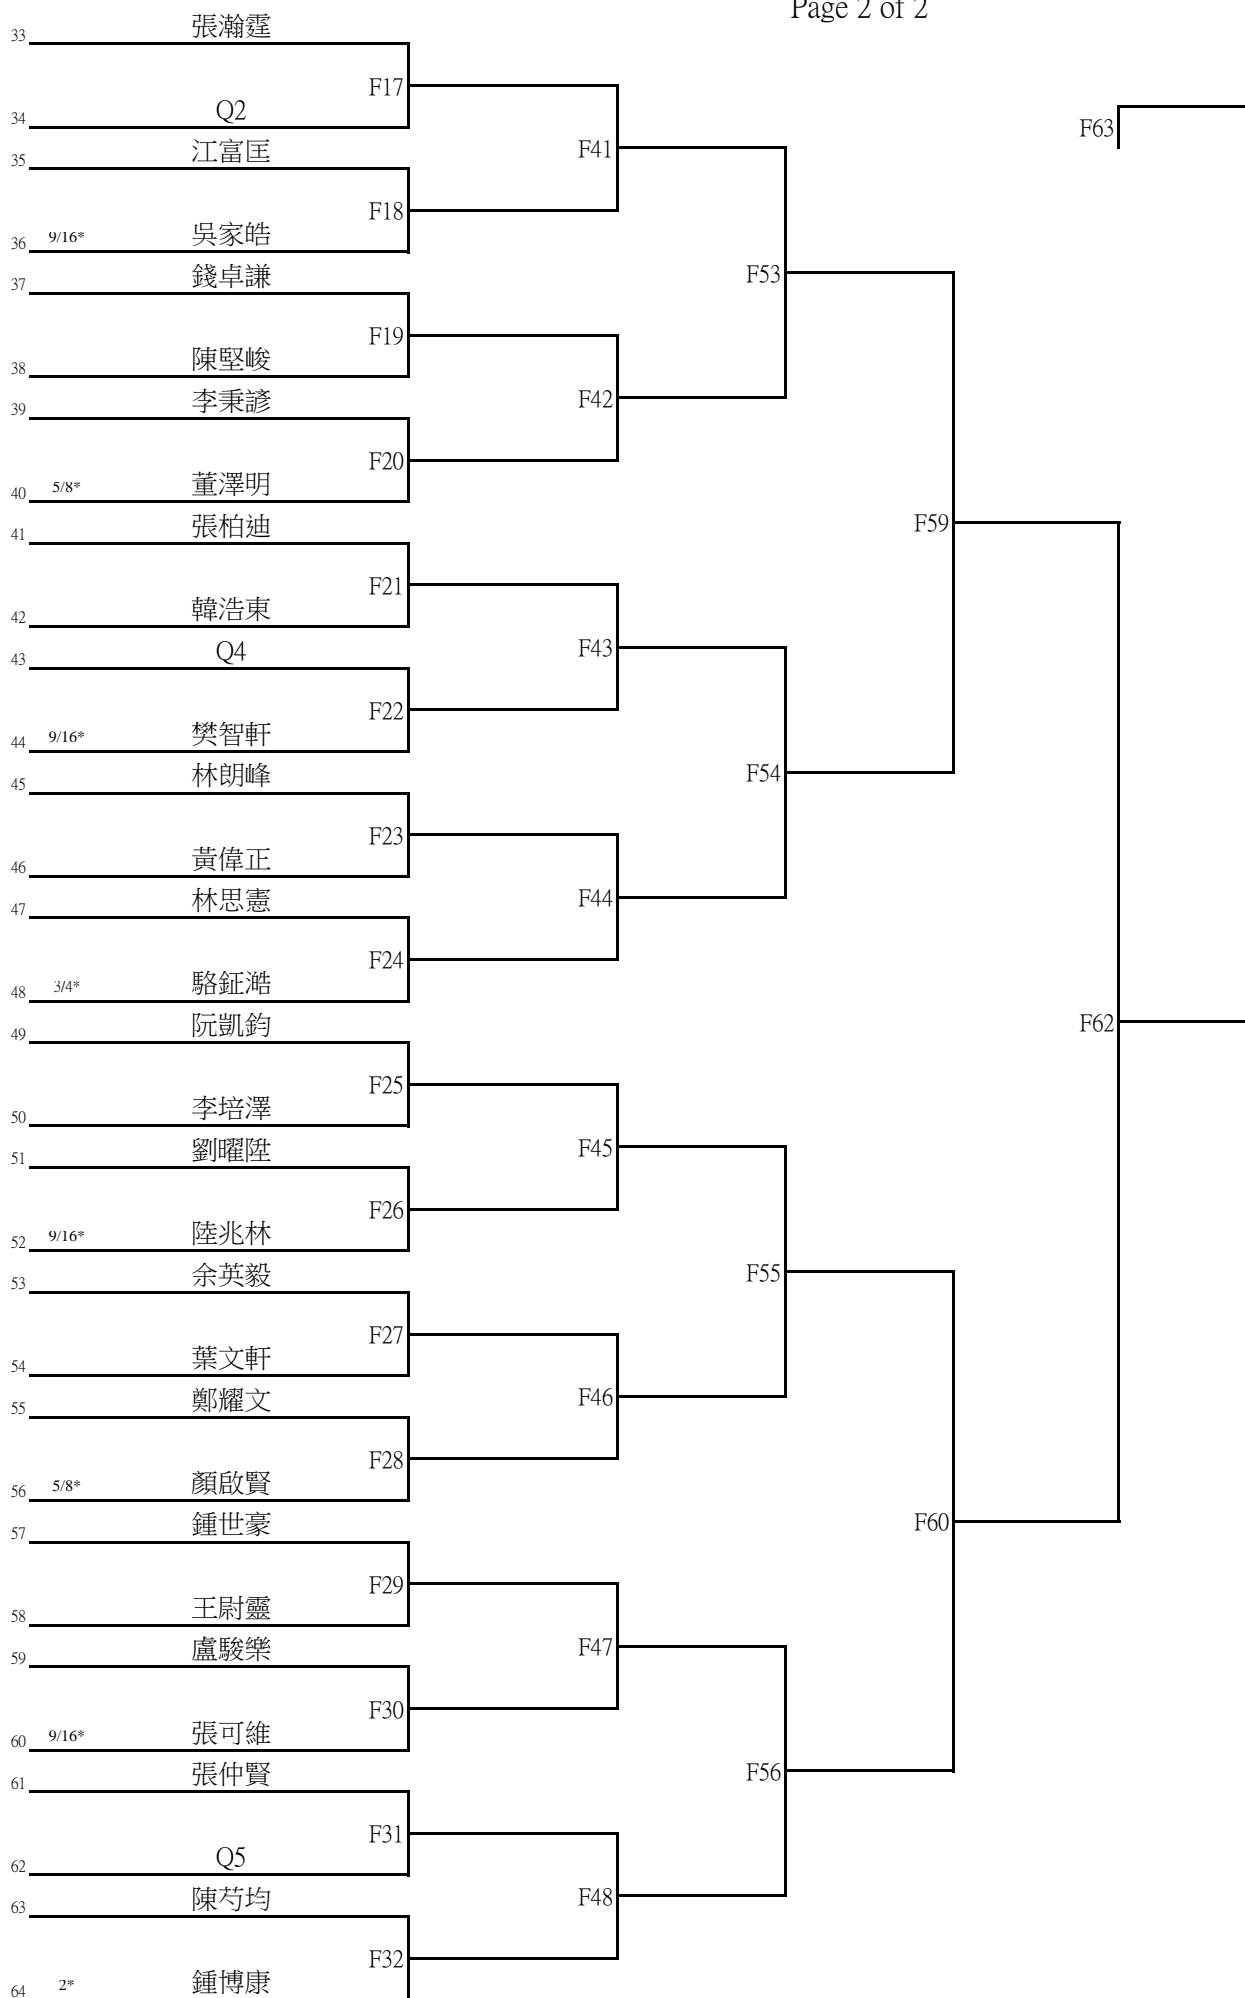 Page 2 of 2
33 張瀚霆
F17
34 Q2
35 江富匡
F41
F63
F18
36 9/16* 吳家皓
37 錢卓謙
F53
F19
38 陳堅峻
39 李秉諺
F42
F20
40 5/8* 董澤明
41 張柏迪
F59
F21
42 韓浩東
43 Q4
F43
F22
44 9/16* 樊智軒
45 林朗峰
F54
F23
46 黃偉正
47 林思憲
F44
F24
48 3/4* 駱鉦澔
49 阮凱鈞
F62
F25
50 李培澤
51 劉曜陞
F45
F26
52 9/16* 陸兆林
53 余英毅
F55
F27
54 葉文軒
55 鄭耀文
F46
F28
56 5/8* 顏啟賢
57 鍾世豪
F60
F29
58 王尉靈
59 盧駿樂
F47
F30
60 9/16* 張可維
61 張仲賢
F56
F31
62 Q5
63 陳芍均
F48
F32
64 2* 鍾博康